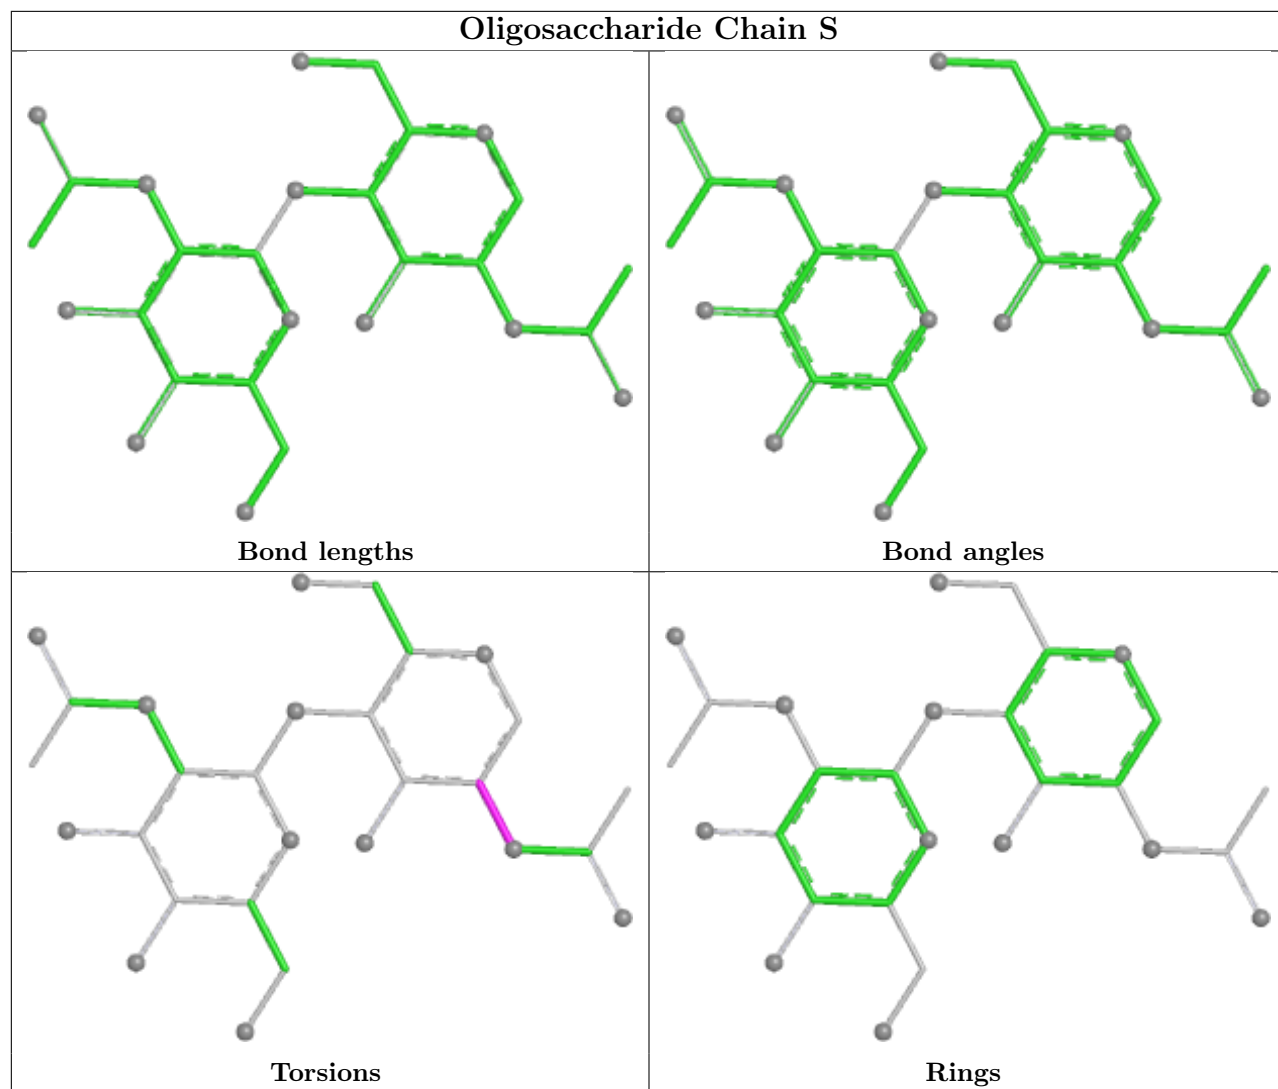 Oligosaccharide Chain S
Bond lengths
Bond angles
Torsions
Rings